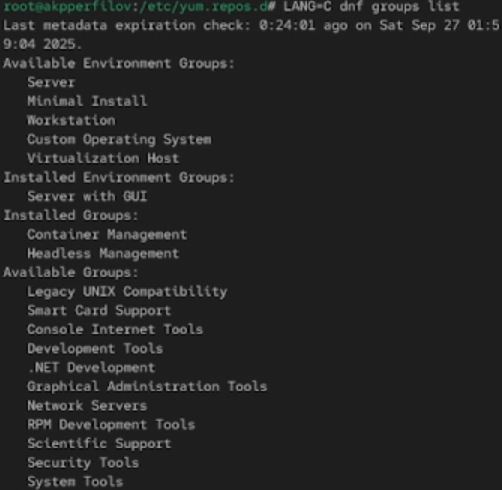 root@akpperfilov:/etc/yum.repos.d# LANG=C dnf groups list
Last metadata expiration check: 0:24:01 ago on Sat Sep 27 01:5
9:04 2025.
Available Environment Groups:
   Server
   Minimal Install
   Workstation
   Custom Operating System
   Virtualization Host
Installed Environment Groups:
   Server with GUI
Installed Groups:
   Container Management
   Headless Management
Available Groups:
   Legacy UNIX Compatibility
   Smart Card Support
   Console Internet Tools
   Development Tools
   .NET Development
   Graphical Administration Tools
   Network Servers
   RPM Development Tools
   Scientific Support
   Security Tools
   System Tools